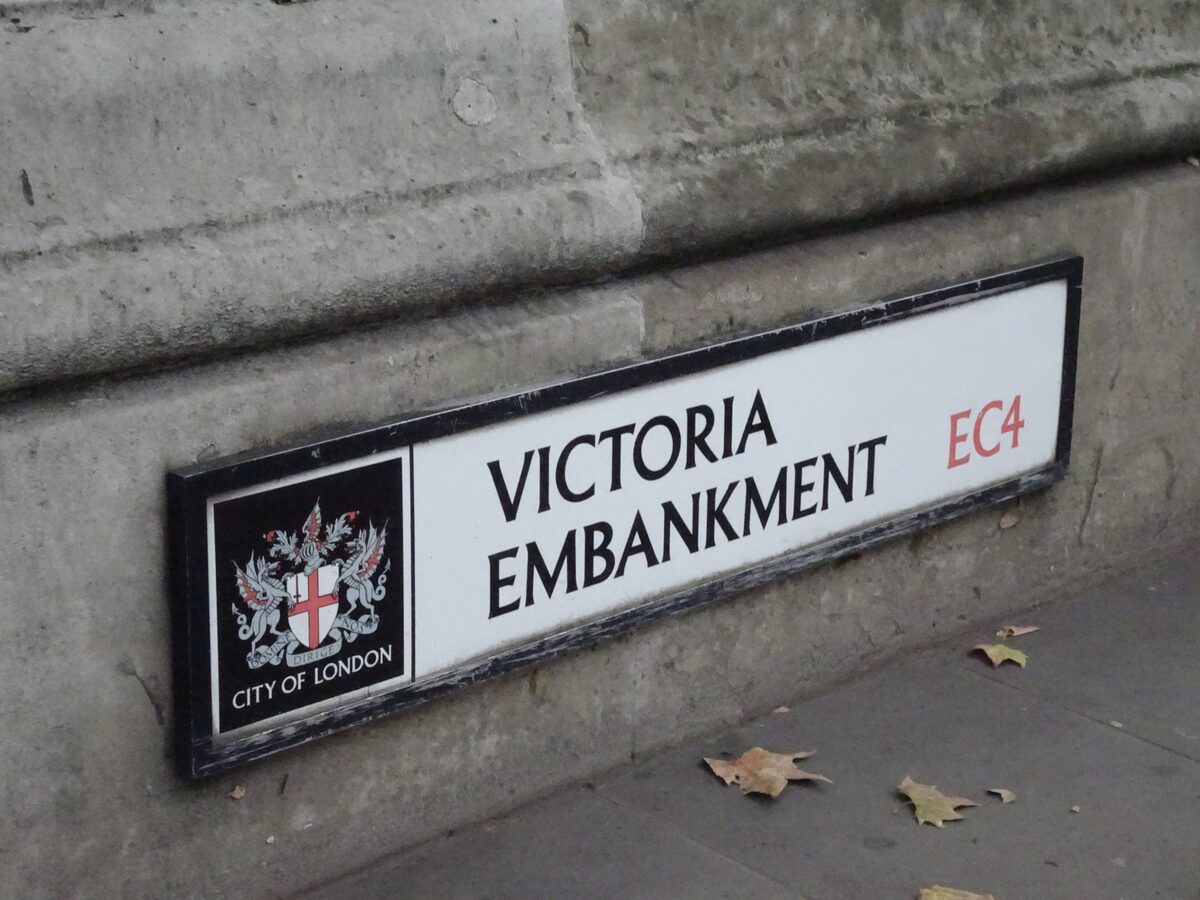 VICTORIA
EMBANKMENT
EC4
DIRIGE
CITY OF LONDON